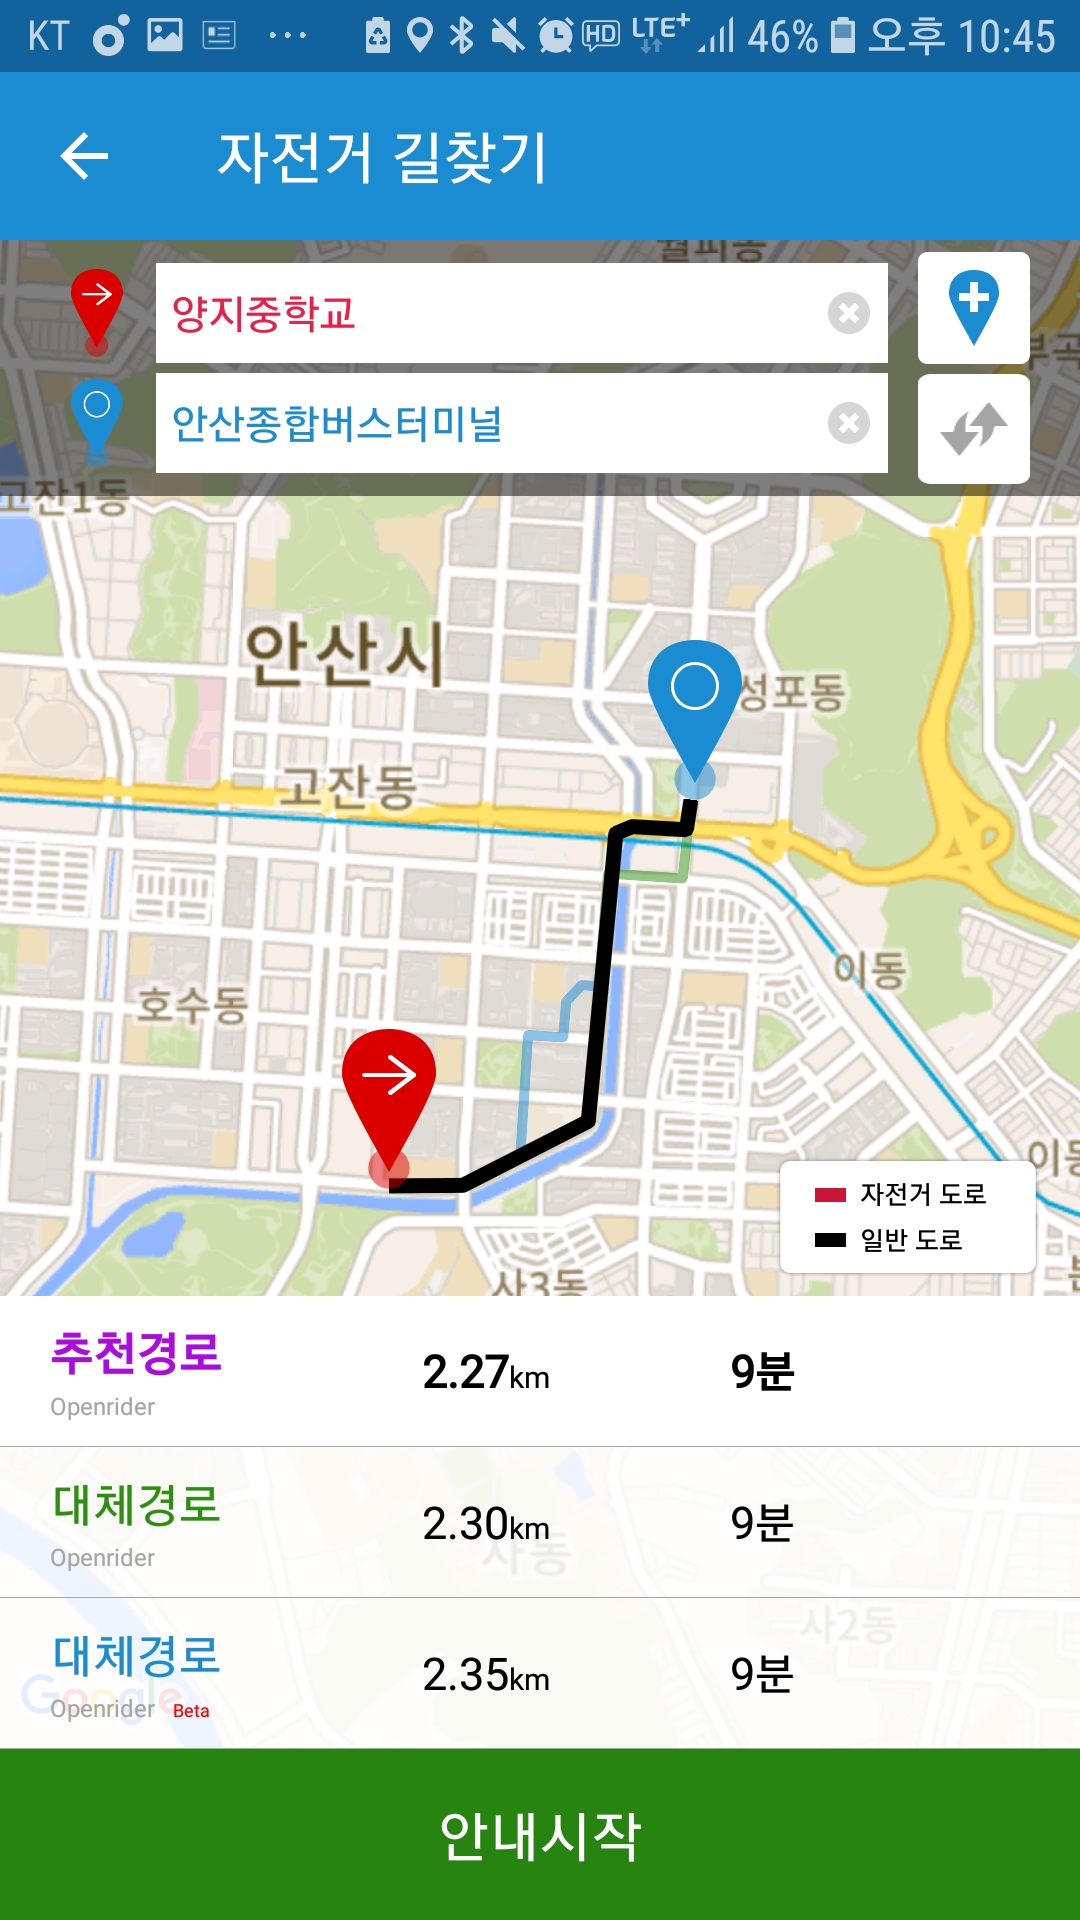 KT HD LTE+ 46% 오후 10:45
자전거 길찾기
월피동
양지중학교
안산종합버스터미널
고잔1동
안산시
성포동
고잔동
이동
호수동
이동
자전거 도로
일반 도로
사3동
추천경로 2.27km 9분
Openrider
대체경로 2.30km 9분
Openrider
사동
사2동
대체경로 2.35km 9분
Google
Openrider Beta
안내시작